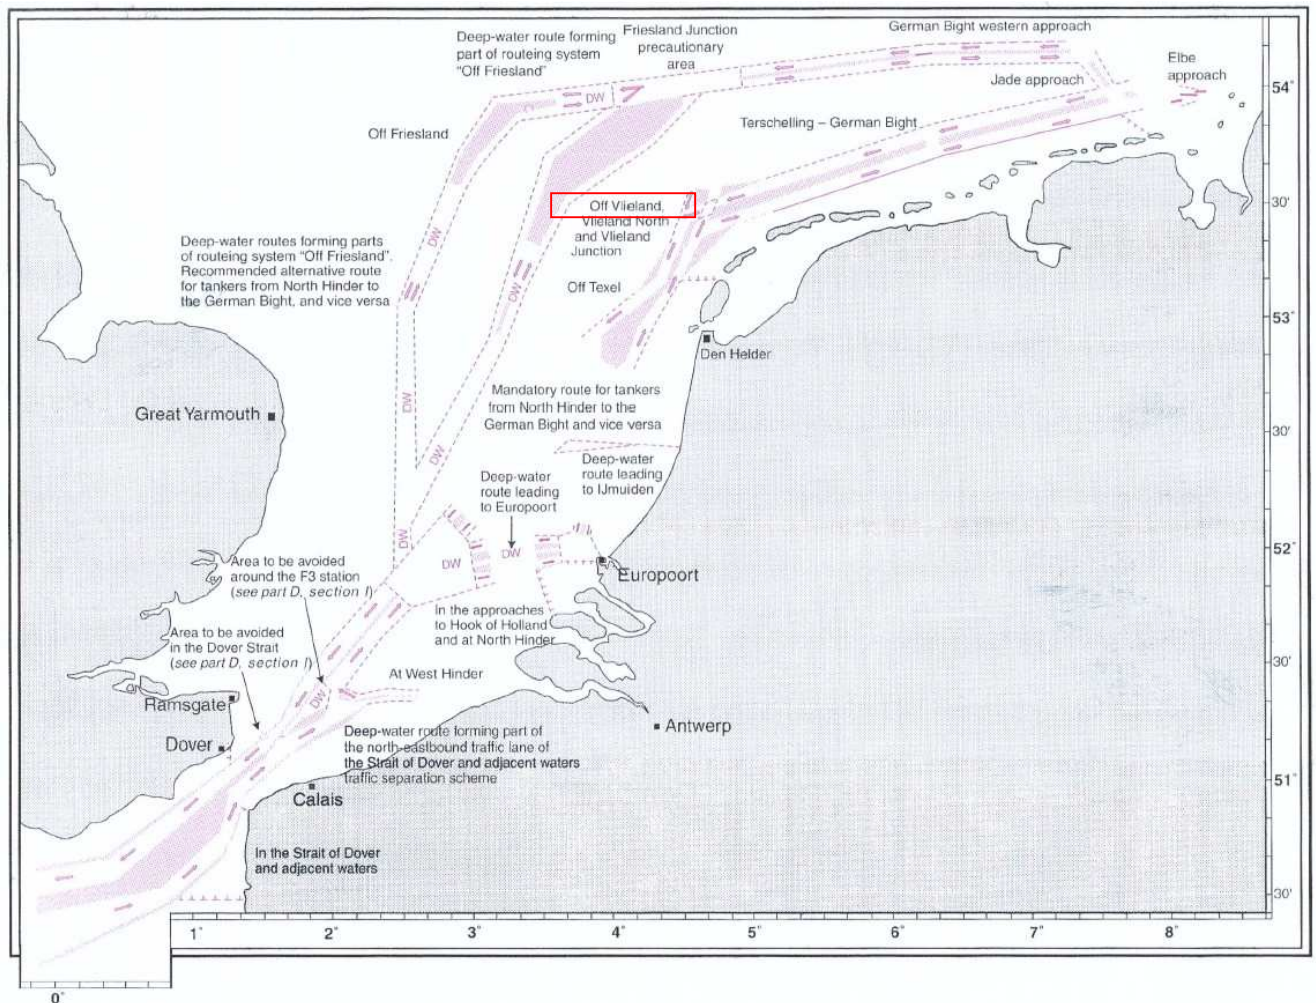 Deep-water route forming
part of routeing system
"Off Friesland"
Friesland Junction
precautionary
area
German Bight western approach
Elbe
approach
Jade approach
54°
DW
Off Friesland
Terschelling – German Bight
Off Vlieland,
Vlieland North
and Vlieland
Junction
30'
Deep-water routes forming parts
of routeing system "Off Friesland".
Recommended alternative route
for tankers from North Hinder to
the German Bight, and vice versa
DW
DW
Off Texel
53°
Den Helder
Mandatory route for tankers
from North Hinder to the
German Bight and vice versa
DW
Great Yarmouth
30'
DW
Deep-water
route leading
to IJmuiden
Deep-water
route leading
to Europoort
DW
DW
DW
52°
Europoort
Area to be avoided
around the F3 station
(see part D, section I)
In the approaches
to Hook of Holland
and at North Hinder
Area to be avoided
in the Dover Strait
(see part D, section I)
30'
At West Hinder
DW
Ramsgate
Antwerp
Dover
Deep-water route forming part of
the north-eastbound traffic lane of
the Strait of Dover and adjacent waters
traffic separation scheme
51°
Calais
In the Strait of Dover
and adjacent waters
30'
1° 2° 3° 4° 5° 6° 7° 8°
0°